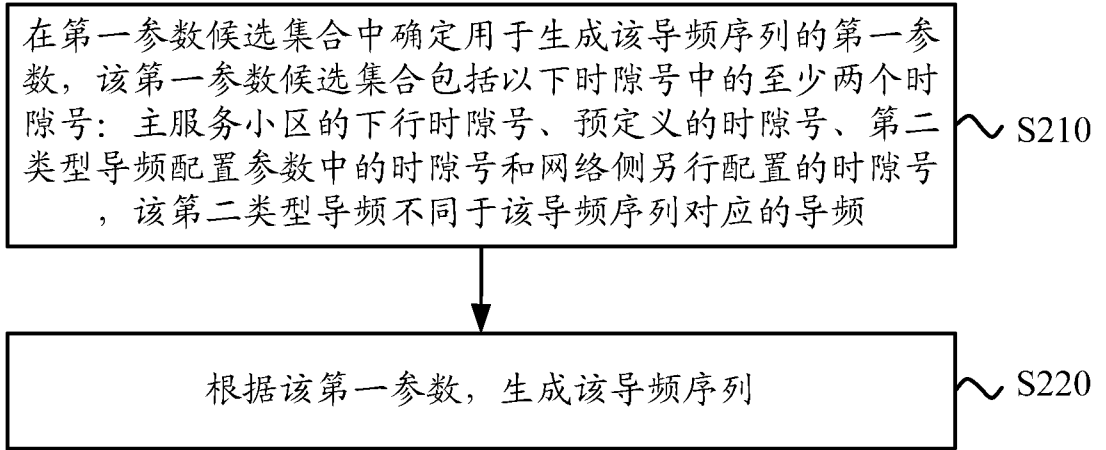 在第一参数候选集合中确定用于生成该导频序列的第一参
数，该第一参数候选集合包括以下时隙号中的至少两个时
隙号：主服务小区的下行时隙号、预定义的时隙号、第二
类型导频配置参数中的时隙号和网络侧另行配置的时隙号
，该第二类型导频不同于该导频序列对应的导频
S210
根据该第一参数，生成该导频序列
S220